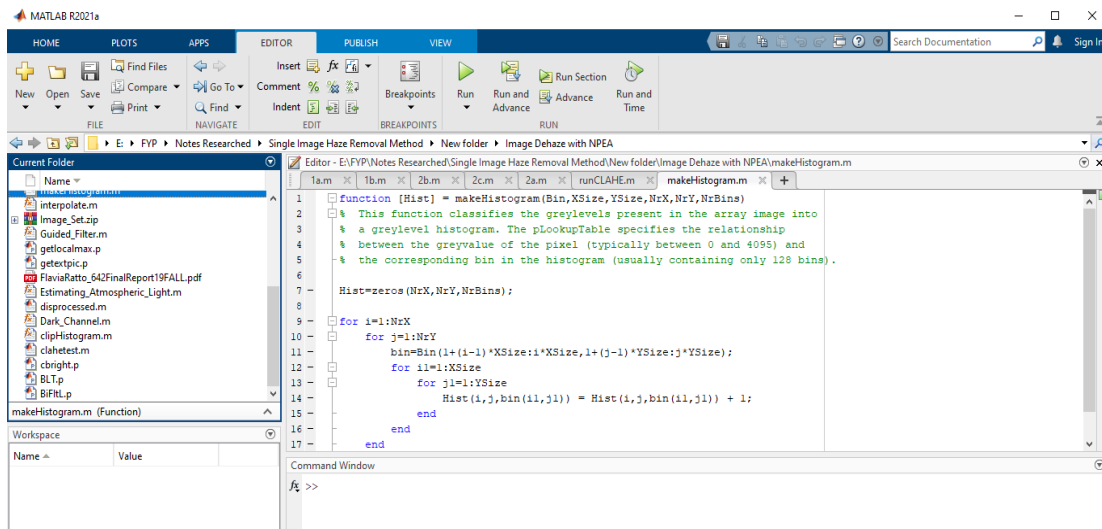 MATLAB R2021a
HOME PLOTS APPS EDITOR PUBLISH VIEW Search Documentation Sign In
New Open Save Find Files Compare Print Go To Find Insert Comment Indent Breakpoints Run Run and Advance Run Section Advance Run and Time
FILE NAVIGATE EDIT BREAKPOINTS RUN
E: FYP Notes Researched Single Image Haze Removal Method New folder Image Dehaze with NPEA
Current Folder
Name
makeHistogram.m
interpolate.m
Image_Set.zip
Guided_Filter.m
getlocalmax.p
getextpic.m
FlaviaRatto_642FinalReport19FALL.pdf
Estimating_Atmospheric_Light.m
disprocessed.m
Dark_Channel.m
clipHistogram.m
clahetest.m
cbright.p
BLT.p
BiFltL.p
makeHistogram.m (Function)
Workspace
Name Value
Editor - E:\FYP\Notes Researched\Single Image Haze Removal Method\New folder\Image Dehaze with NPEA\makeHistogram.m
1a.m 1b.m 2b.m 2c.m 2a.m runCLAHE.m makeHistogram.m
1 function [Hist] = makeHistogram(Bin,XSize,YSize,NrX,NrY,NrBins)
2 % This function classifies the greylevels present in the array image into
3 % a greylevel histogram. The pLookupTable specifies the relationship
4 % between the greyvalue of the pixel (typically between 0 and 4095) and
5 % the corresponding bin in the histogram (usually containing only 128 bins).
6
7 - Hist=zeros(NrX,NrY,NrBins);
8
9 - for i=1:NrX
10 - for j=1:NrY
11 - bin=Bin(1+(i-1)*XSize:i*XSize,1+(j-1)*YSize:j*YSize);
12 - for i1=1:XSize
13 - for j1=1:YSize
14 - Hist(i,j,bin(i1,j1)) = Hist(i,j,bin(i1,j1)) + 1;
15 - end
16 - end
17 - end
Command Window
fx >>